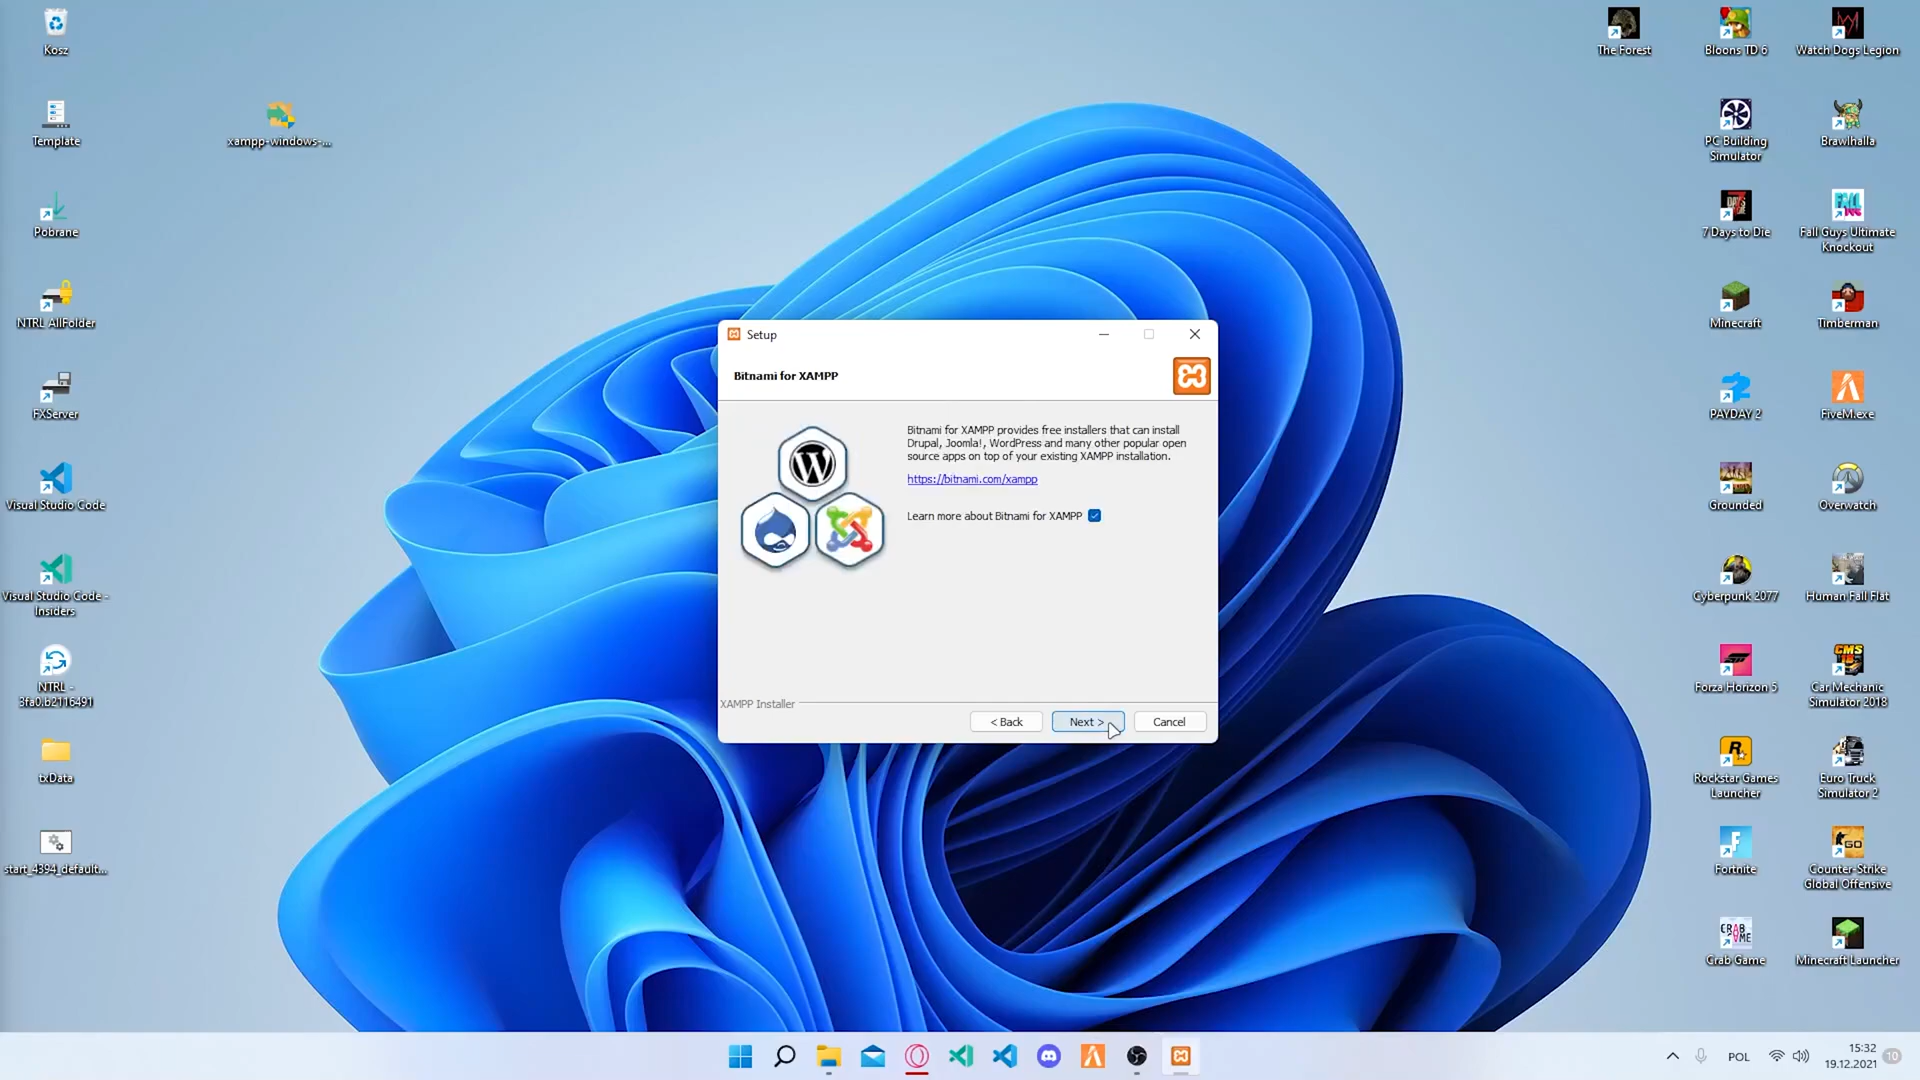 Kosz
Template
xampp-windows-...
Pobrane
NTRL AllFolder
FXServer
Visual Studio Code
Visual Studio Code -
Insiders
NTRL -
3fa0.b2116491
txData
start_4394_default...
Setup
Bitnami for XAMPP
Bitnami for XAMPP provides free installers that can install
Drupal, Joomla!, WordPress and many other popular open
source apps on top of your existing XAMPP installation.
https://bitnami.com/xampp
Learn more about Bitnami for XAMPP
XAMPP Installer
< Back
Next >
Cancel
The Forest
Bloons TD 6
Watch Dogs Legion
PC Building
Simulator
Brawlhalla
7 Days to Die
Fall Guys Ultimate
Knockout
Minecraft
Timberman
PAYDAY 2
FiveM.exe
Grounded
Overwatch
Cyberpunk 2077
Human Fall Flat
Forza Horizon 5
Car Mechanic
Simulator 2018
Rockstar Games
Launcher
Euro Truck
Simulator 2
Fortnite
Counter-Strike
Global Offensive
Crab Game
Minecraft Launcher
POL
15:32
19.12.2021
10